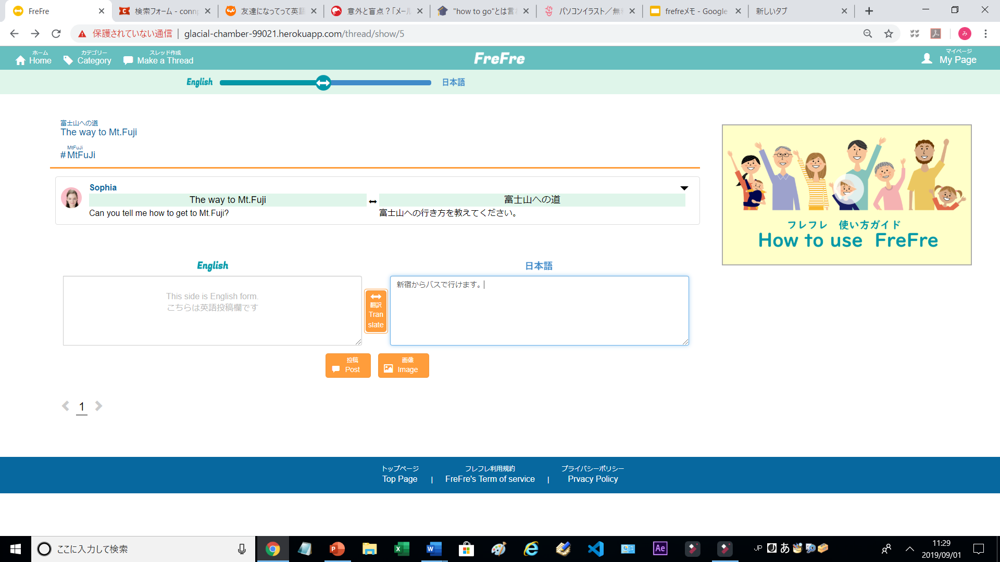 FreFre
検索フォーム - conn
友達になってって英語
意外と盲点？「メール
"how to go"とは言
パソコンイラスト／無
frefreメモ - Google
新しいタブ
保護されていない通信
glacial-chamber-99021.herokuapp.com/thread/show/5
み
ホーム
Home
カテゴリー
Category
スレッド作成
Make a Thread
FreFre
マイページ
My Page
English
日本語
富士山への道
The way to Mt.Fuji
MtFuJi
#MtFuJi
Sophia
The way to Mt.Fuji
富士山への道
Can you tell me how to get to Mt.Fuji?
富士山への行き方を教えてください。
フレフレ 使い方ガイド
How to use FreFre
English
日本語
This side is English form.
こちらは英語投稿欄です
翻訳
Tran
slate
新宿からバスで行けます。
投稿
Post
画像
Image
1
トップページ
Top Page
|
フレフレ利用規約
FreFre's Term of service
|
プライバシーポリシー
Prvacy Policy
ここに入力して検索
Ae
JP
あ
11:29
2019/09/01